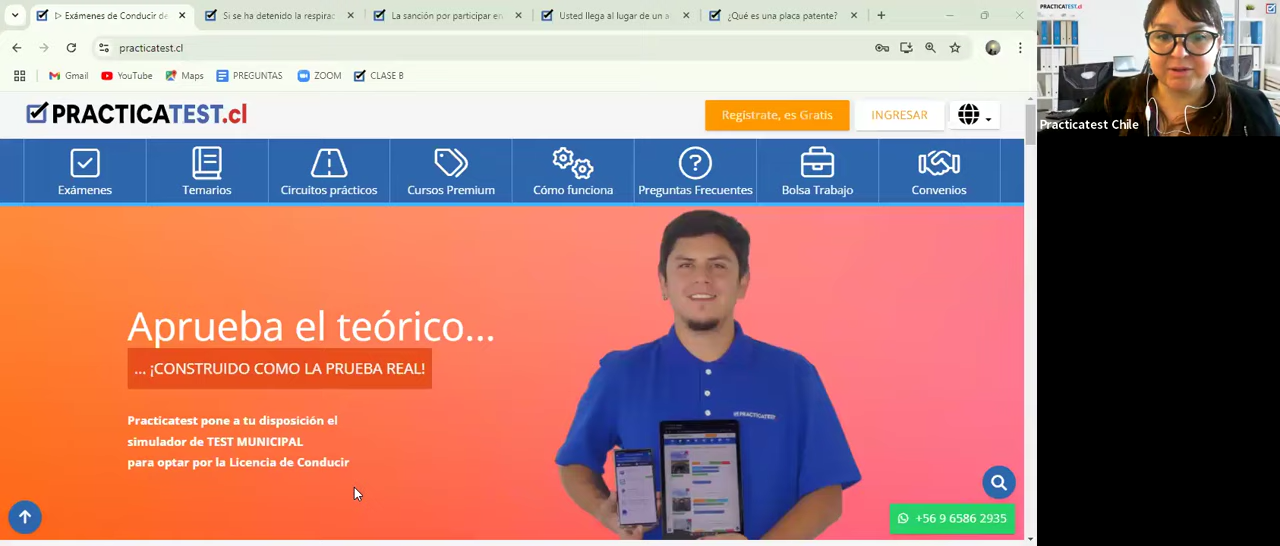 ▷ Exámenes de Conducir de
Si se ha detenido la respirac
La sanción por participar en
Usted llega al lugar de un a
¿Qué es una placa patente?
practicatest.cl
Gmail
YouTube
Maps
PREGUNTAS
ZOOM
CLASE B
PRACTICATEST.cl
Regístrate, es Gratis
INGRESAR
Exámenes
Temarios
Circuitos prácticos
Cursos Premium
Cómo funciona
Preguntas Frecuentes
Bolsa Trabajo
Convenios
Aprueba el teórico...
... ¡CONSTRUIDO COMO LA PRUEBA REAL!
Practicatest pone a tu disposición el
simulador de TEST MUNICIPAL
para optar por la Licencia de Conducir
PRACTICATEST
+56 9 6586 2935
PRACTICATEST.cl
Practicatest Chile